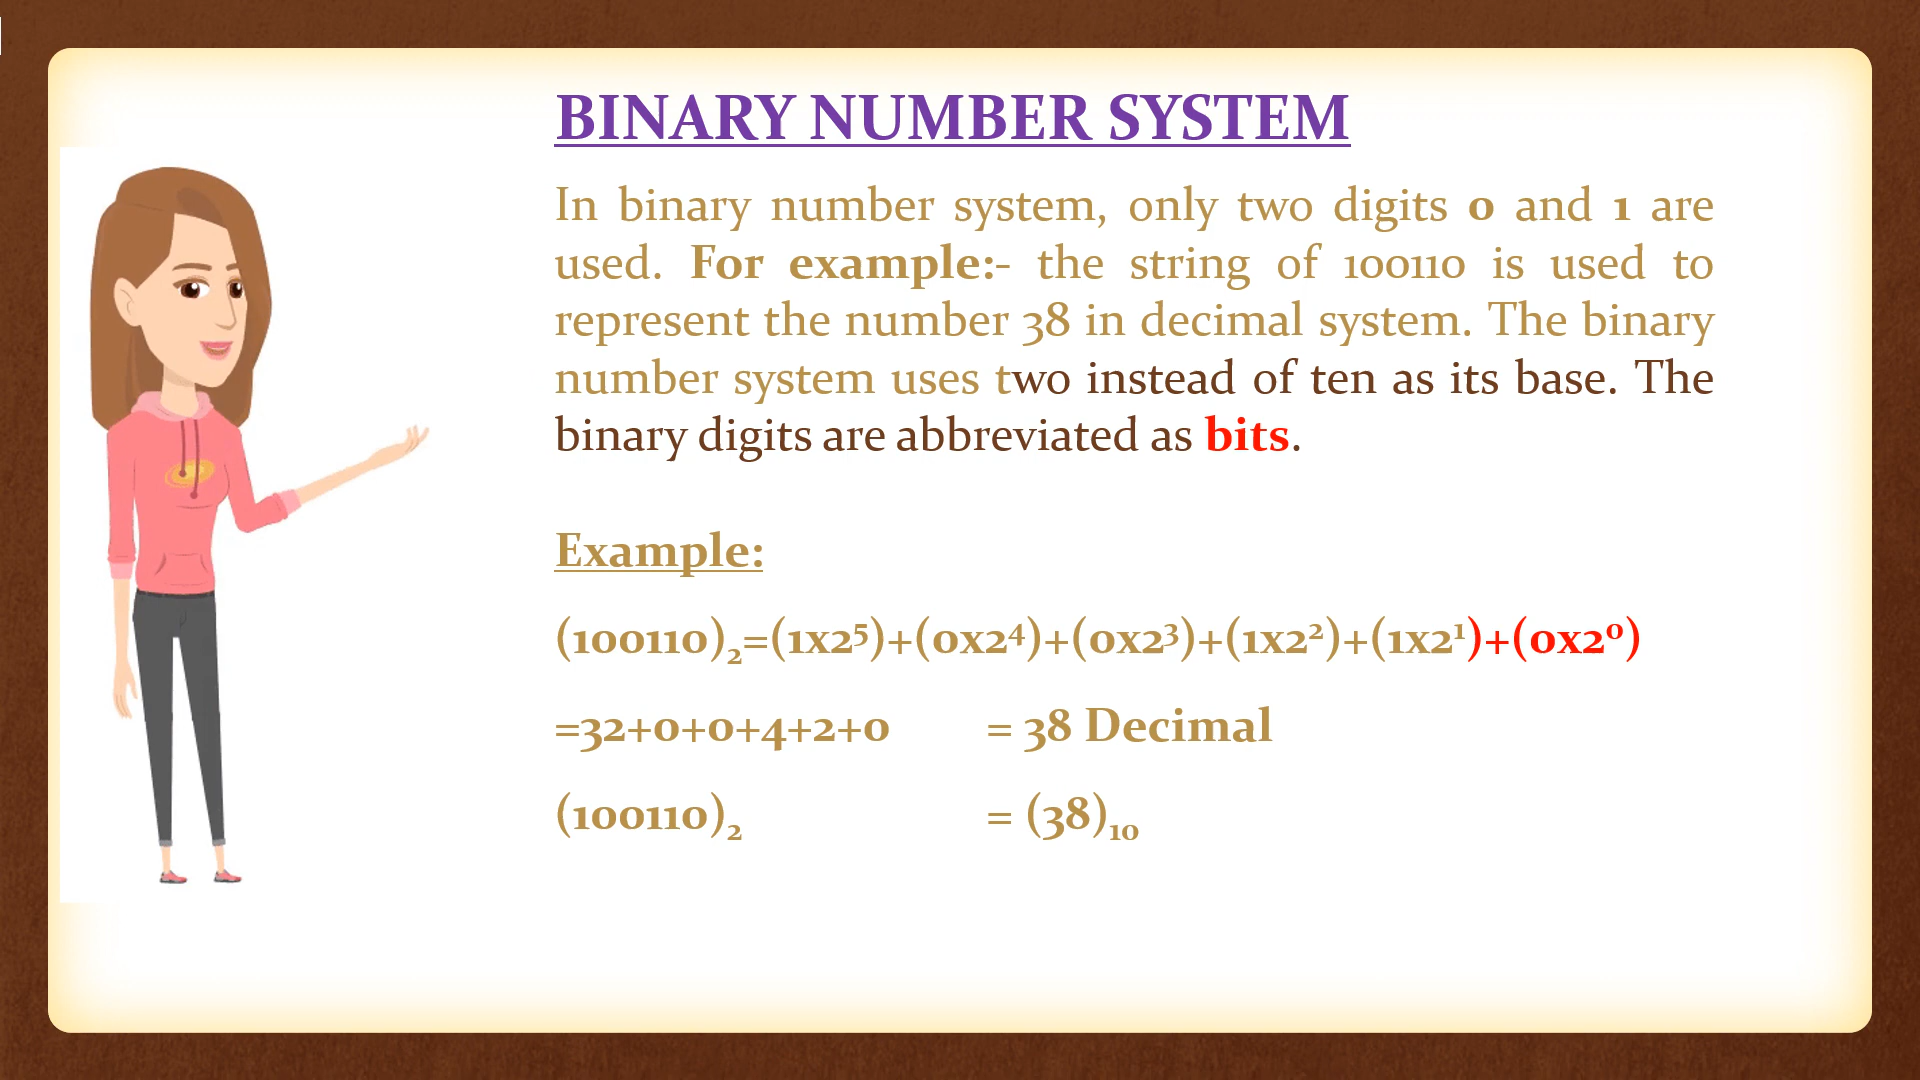 BINARY NUMBER SYSTEM
In binary number system, only two digits 0 and 1 are
used. For example:- the string of 100110 is used to
represent the number 38 in decimal system. The binary
number system uses two instead of ten as its base. The
binary digits are abbreviated as bits.
Example:
(100110)₂=(1x2⁵)+(0x2⁴)+(0x2³)+(1x2²)+(1x2¹)+(0x2⁰)
=32+0+0+4+2+0 = 38 Decimal
(100110)₂ = (38)₁₀